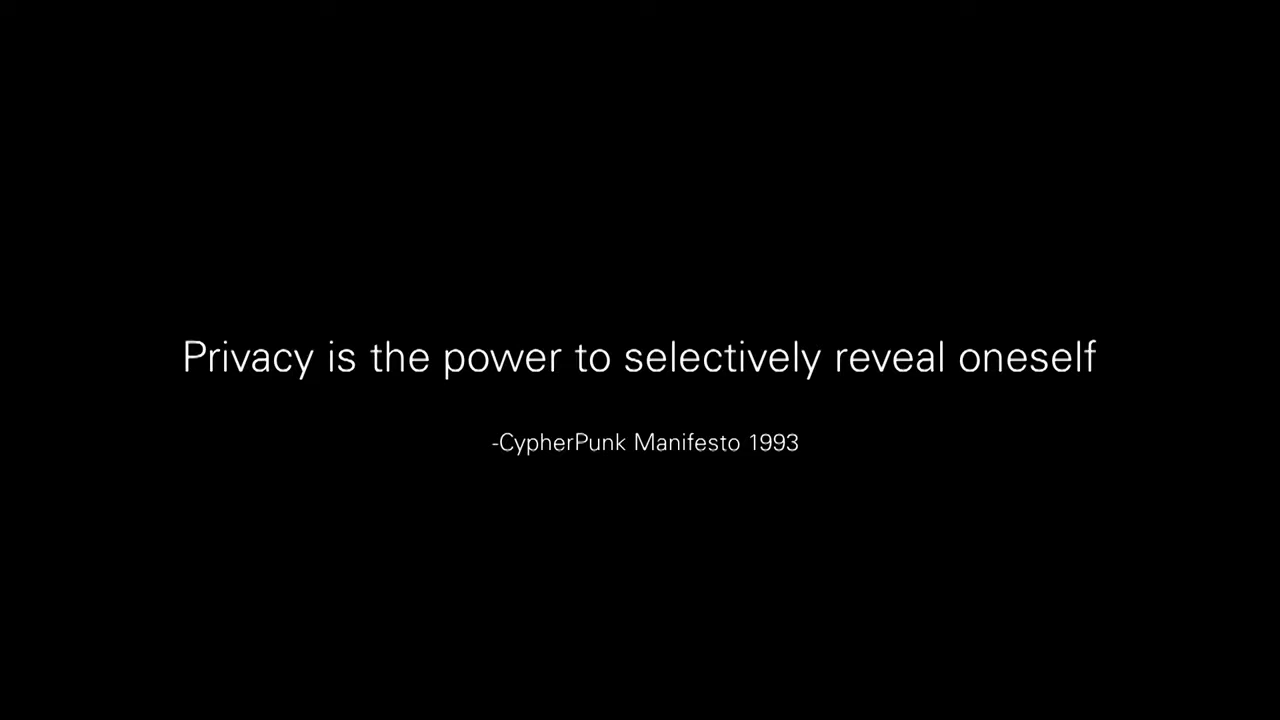 Privacy is the power to selectively reveal oneself
-CypherPunk Manifesto 1993